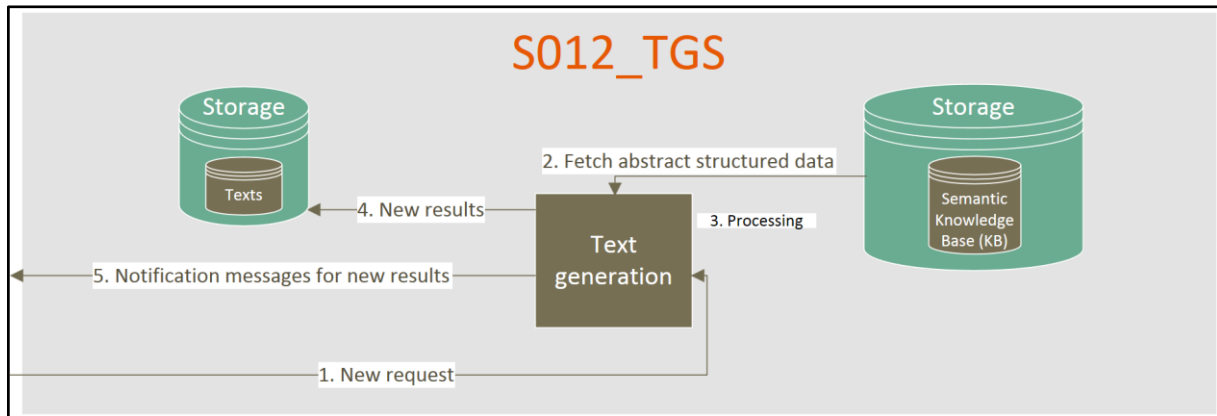 S012_TGS
Storage
Storage
2. Fetch abstract structured data
Texts
Semantic
Knowledge
Base (KB)
4. New results
3. Processing
Text
generation
5. Notification messages for new results
1. New request